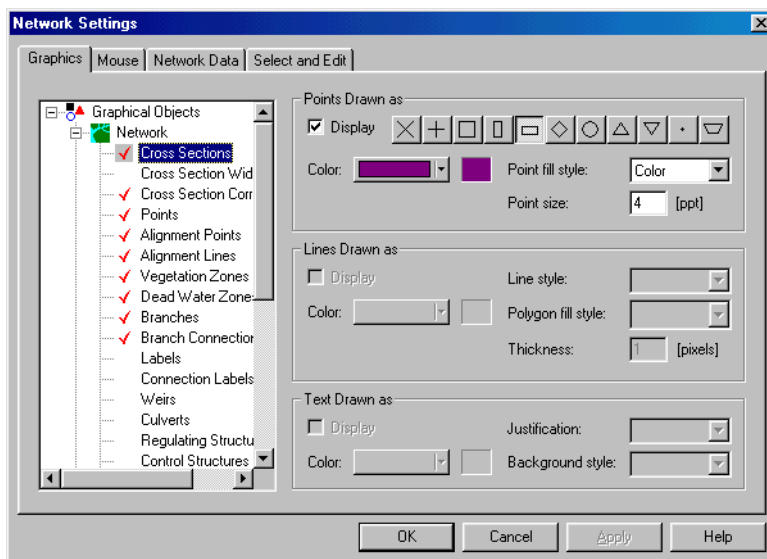 Network Settings
Graphics
Mouse
Network Data
Select and Edit
Graphical Objects
Network
Cross Sections
Cross Section Wid
Cross Section Corr
Points
Alignment Points
Alignment Lines
Vegetation Zones
Dead Water Zone
Branches
Branch Connection
Labels
Connection Labels
Weirs
Culverts
Regulating Structu
Control Structures
Points Drawn as
Display
Color:
Point fill style:
Color
Point size:
4
[ppt]
Lines Drawn as
Display
Line style:
Color:
Polygon fill style:
Thickness:
1
[pixels]
Text Drawn as
Display
Justification:
Color:
Background style:
OK
Cancel
Apply
Help